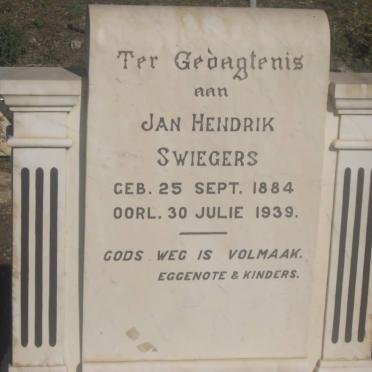 Ter Gedagtenis
aan
JAN HENDRIK
SWIEGERS
GEB. 25 SEPT. 1884
OORL. 30 JULIE 1939.
GODS WEG IS VOLMAAK.
EGGENOTE & KINDERS.